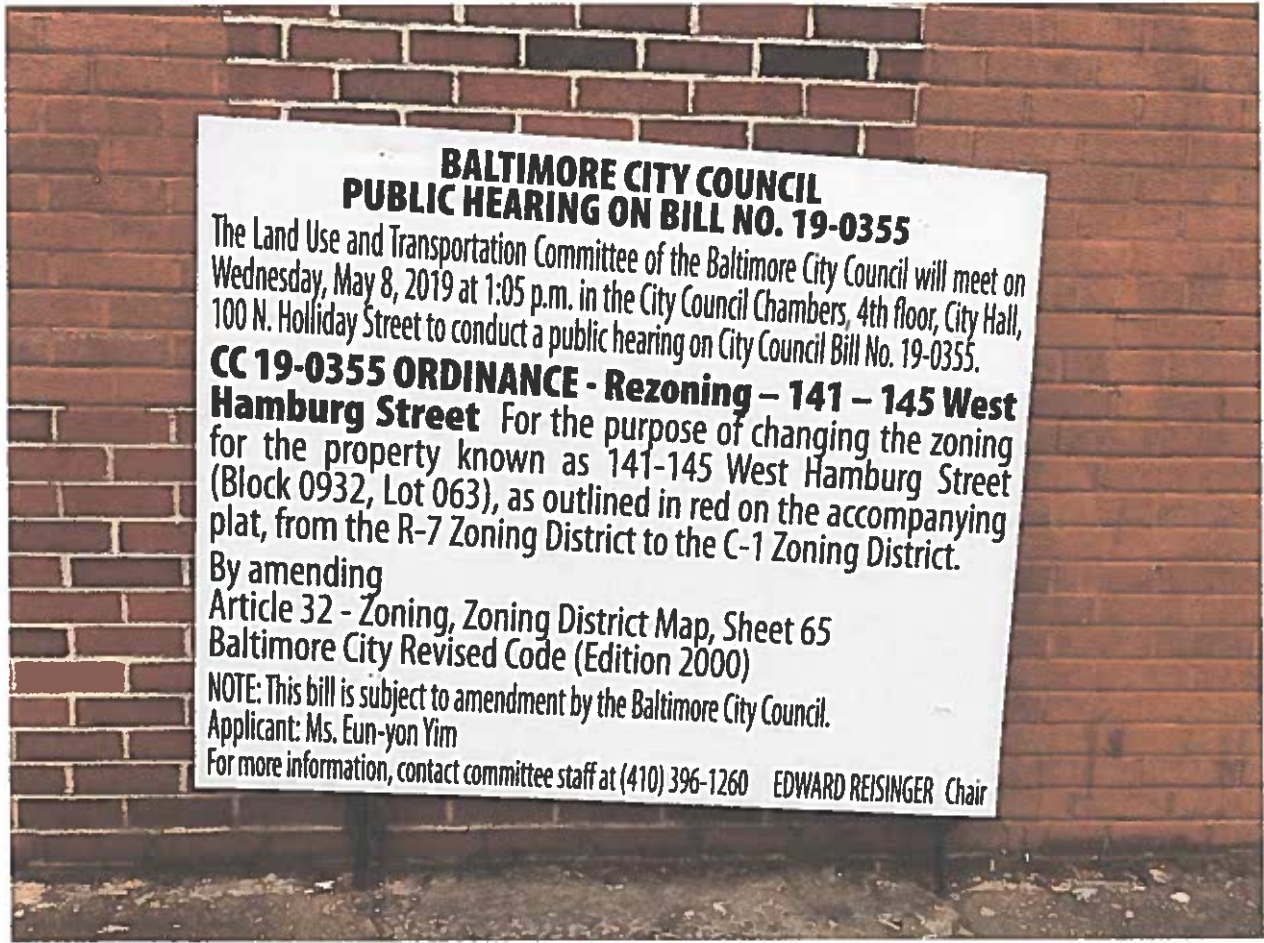 BALTIMORE CITY COUNCIL
PUBLIC HEARING ON BILL NO. 19-0355
The Land Use and Transportation Committee of the Baltimore City Council will meet on
Wednesday, May 8, 2019 at 1:05 p.m. in the City Council Chambers, 4th floor, City Hall,
100 N. Holliday Street to conduct a public hearing on City Council Bill No. 19-0355.
CC 19-0355 ORDINANCE - Rezoning – 141 – 145 West
Hamburg Street For the purpose of changing the zoning
for the property known as 141-145 West Hamburg Street
(Block 0932, Lot 063), as outlined in red on the accompanying
plat, from the R-7 Zoning District to the C-1 Zoning District.
By amending
Article 32 - Zoning, Zoning District Map, Sheet 65
Baltimore City Revised Code (Edition 2000)
NOTE: This bill is subject to amendment by the Baltimore City Council.
Applicant: Ms. Eun-yon Yim
For more information, contact committee staff at (410) 396-1260 EDWARD REISINGER Chair